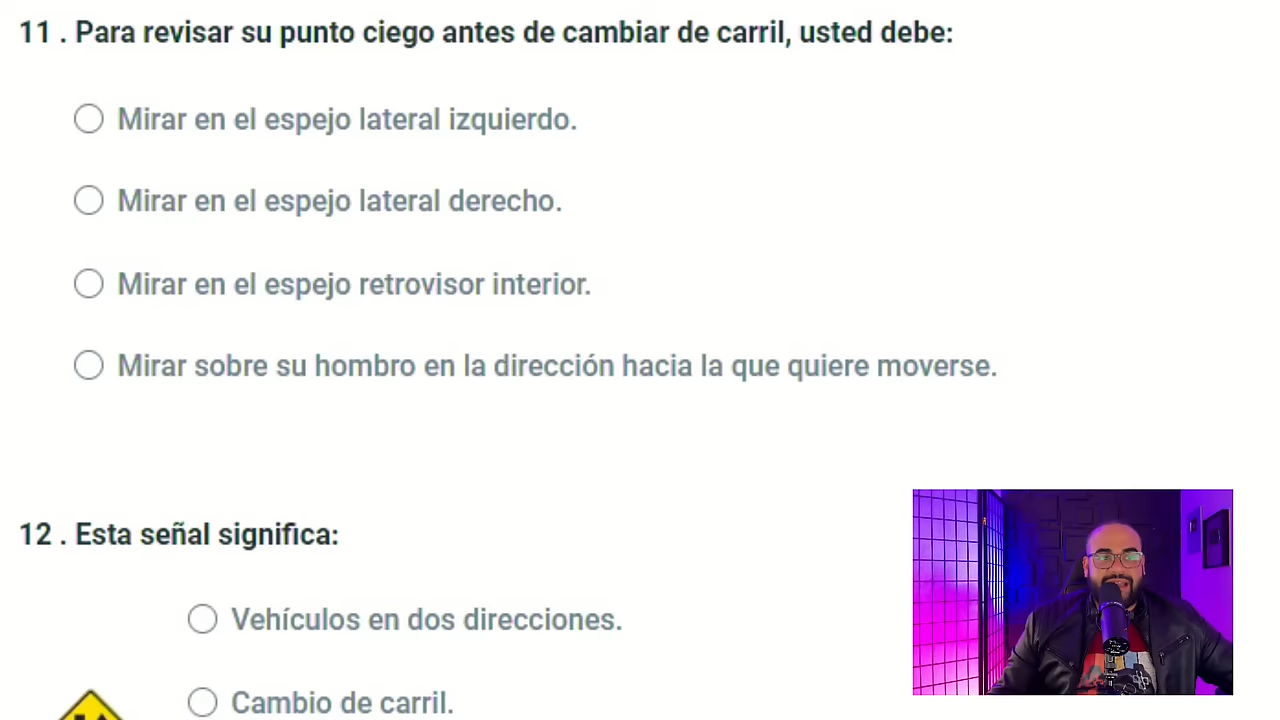 11 . Para revisar su punto ciego antes de cambiar de carril, usted debe:
Mirar en el espejo lateral izquierdo.
Mirar en el espejo lateral derecho.
Mirar en el espejo retrovisor interior.
Mirar sobre su hombro en la dirección hacia la que quiere moverse.
12 . Esta señal significa:
Vehículos en dos direcciones.
Cambio de carril.